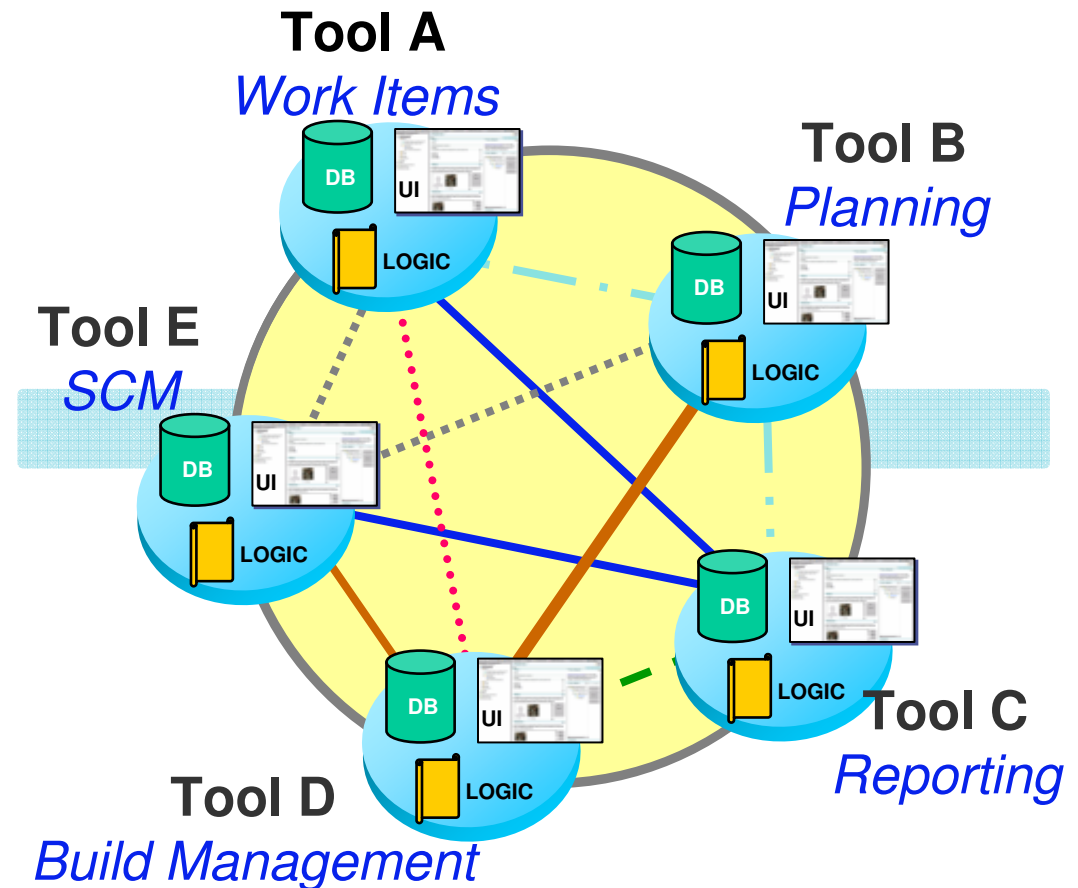 Tool A
Work Items
DB
UI
LOGIC
Tool B
Planning
DB
UI
LOGIC
Tool E
SCM
DB
UI
LOGIC
DB
UI
LOGIC
Tool C
Reporting
DB
UI
LOGIC
Tool D
Build Management